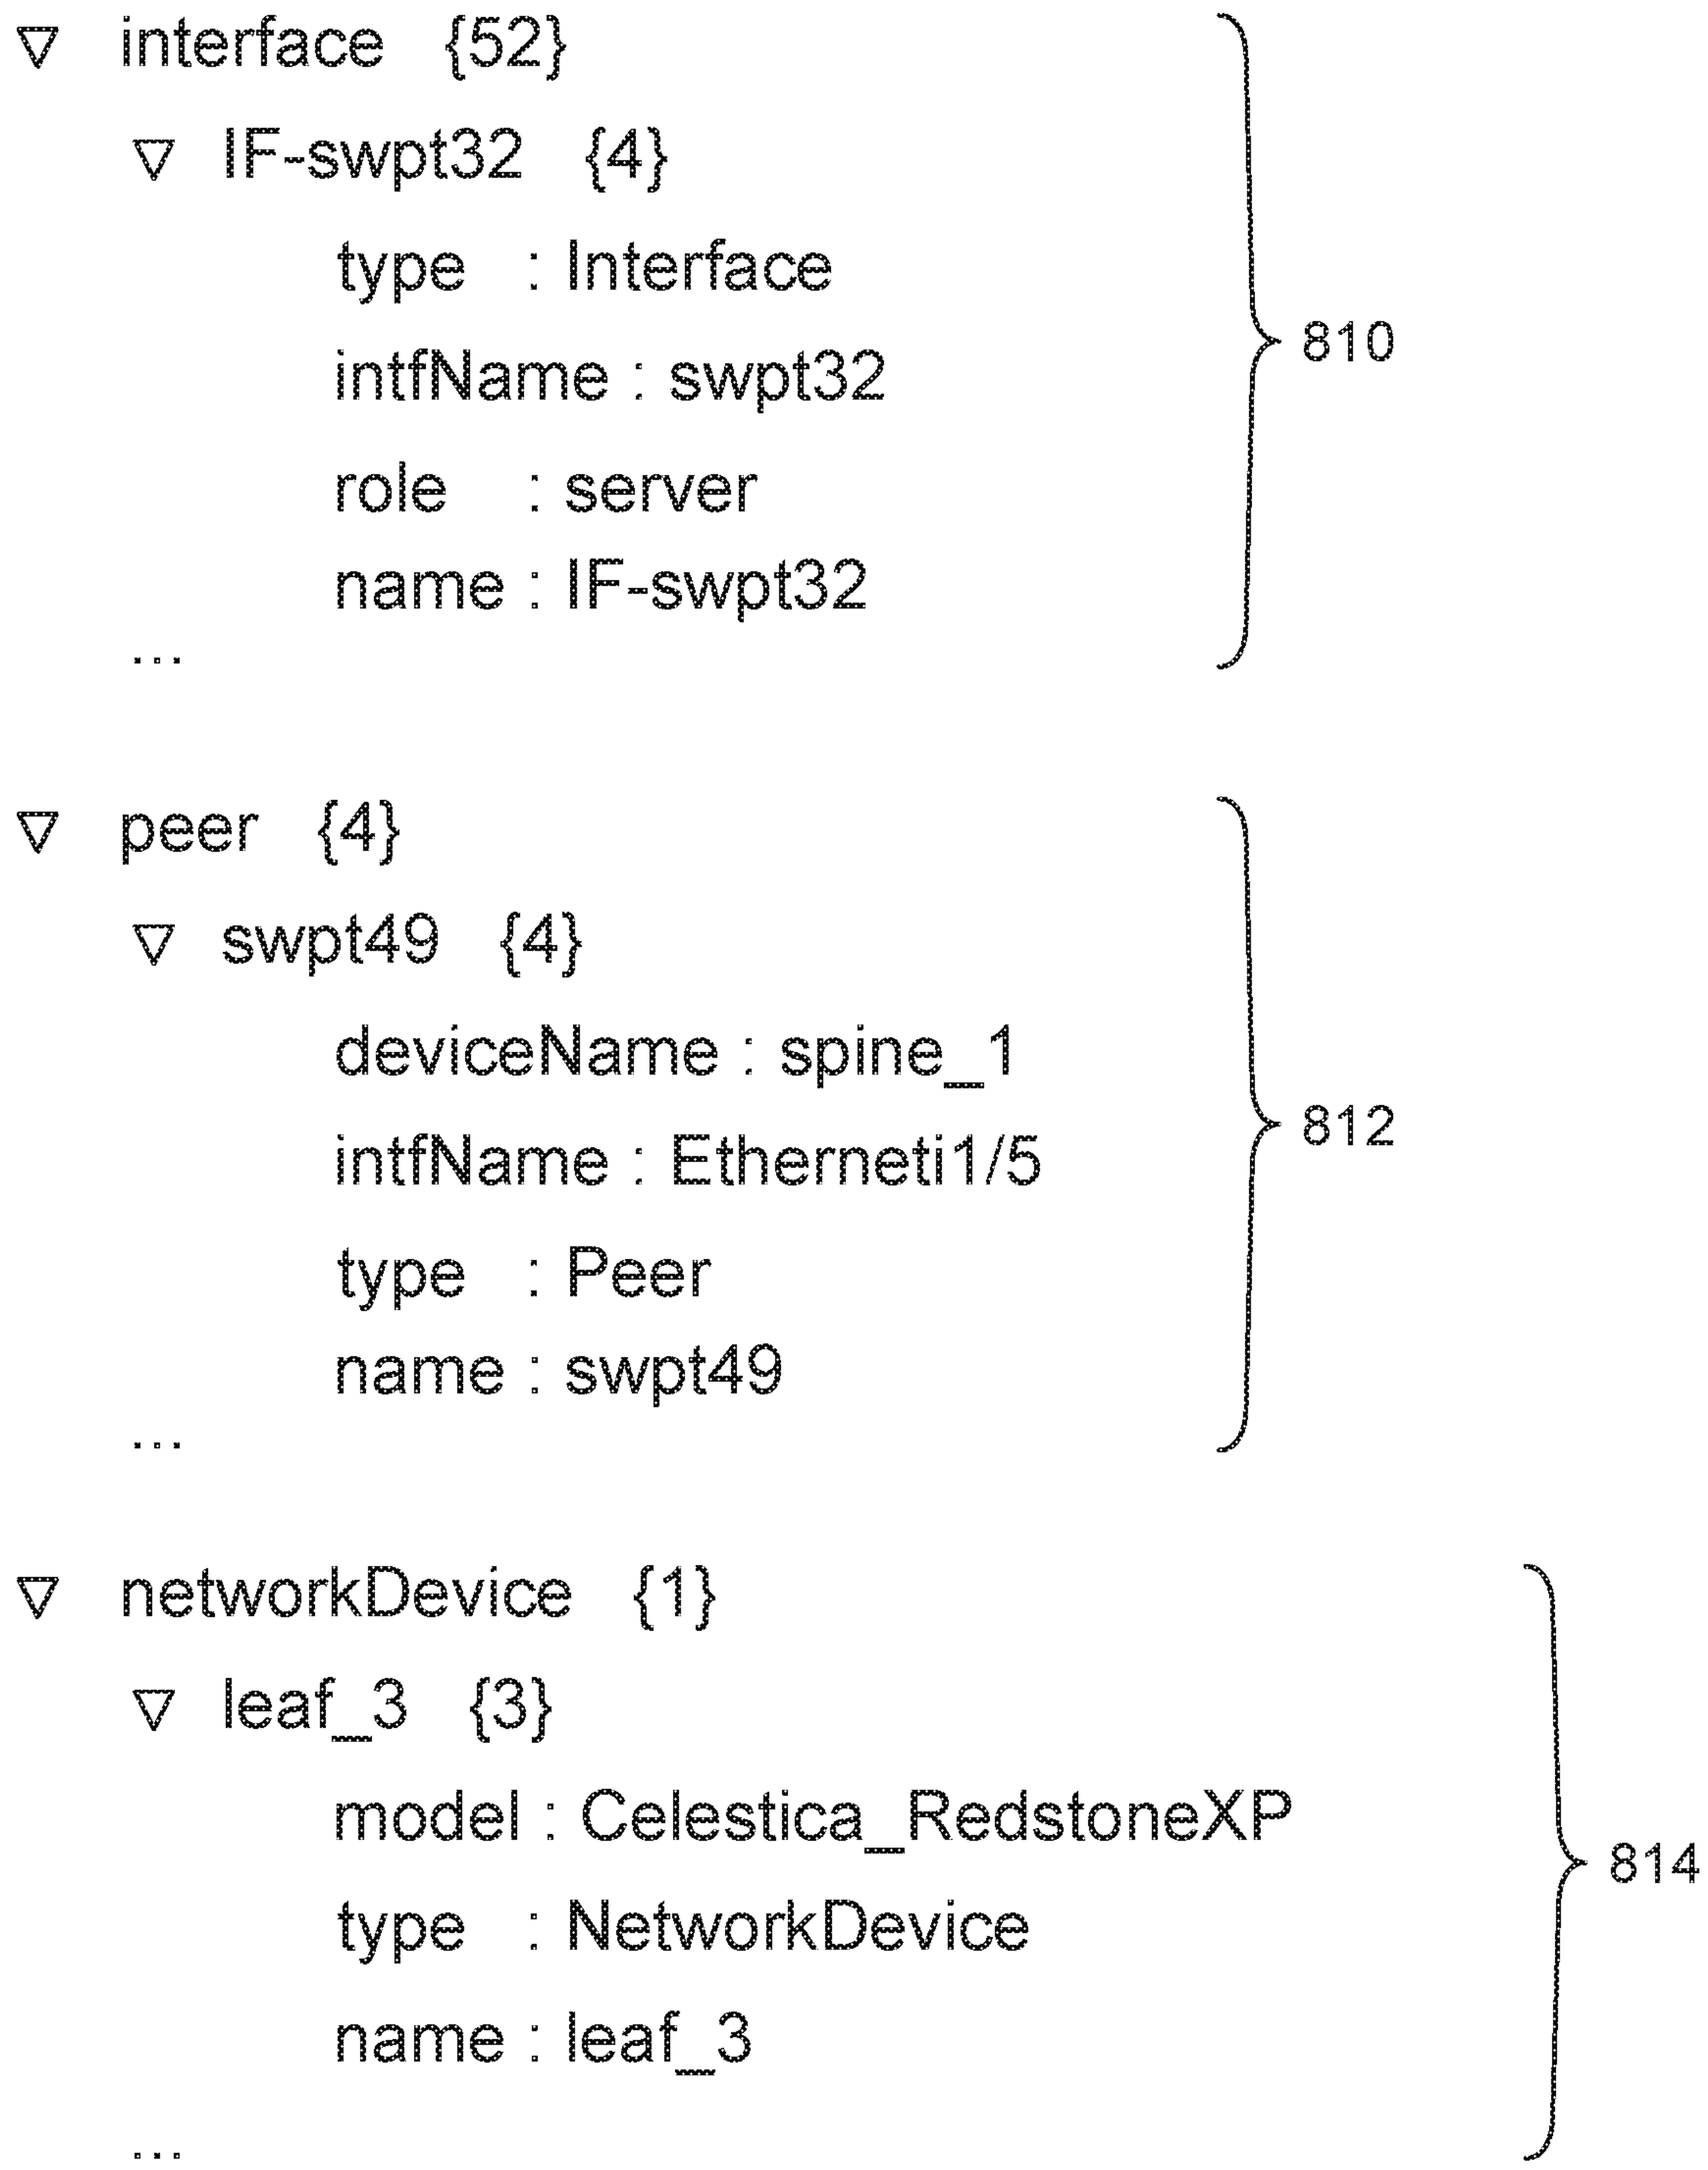 ▽ interface {52}
▽ IF-swpt32 {4}
type : Interface
intfName : swpt32
810
role : server
name : IF-swpt32
...
▽ peer {4}
▽ swpt49 {4}
deviceName : spine_1
812
intfName : Etherneti1/5
type : Peer
name : swpt49
...
▽ networkDevice {1}
▽ leaf_3 {3}
model : Celestica_RedstoneXP
814
type : NetworkDevice
name : leaf_3
...